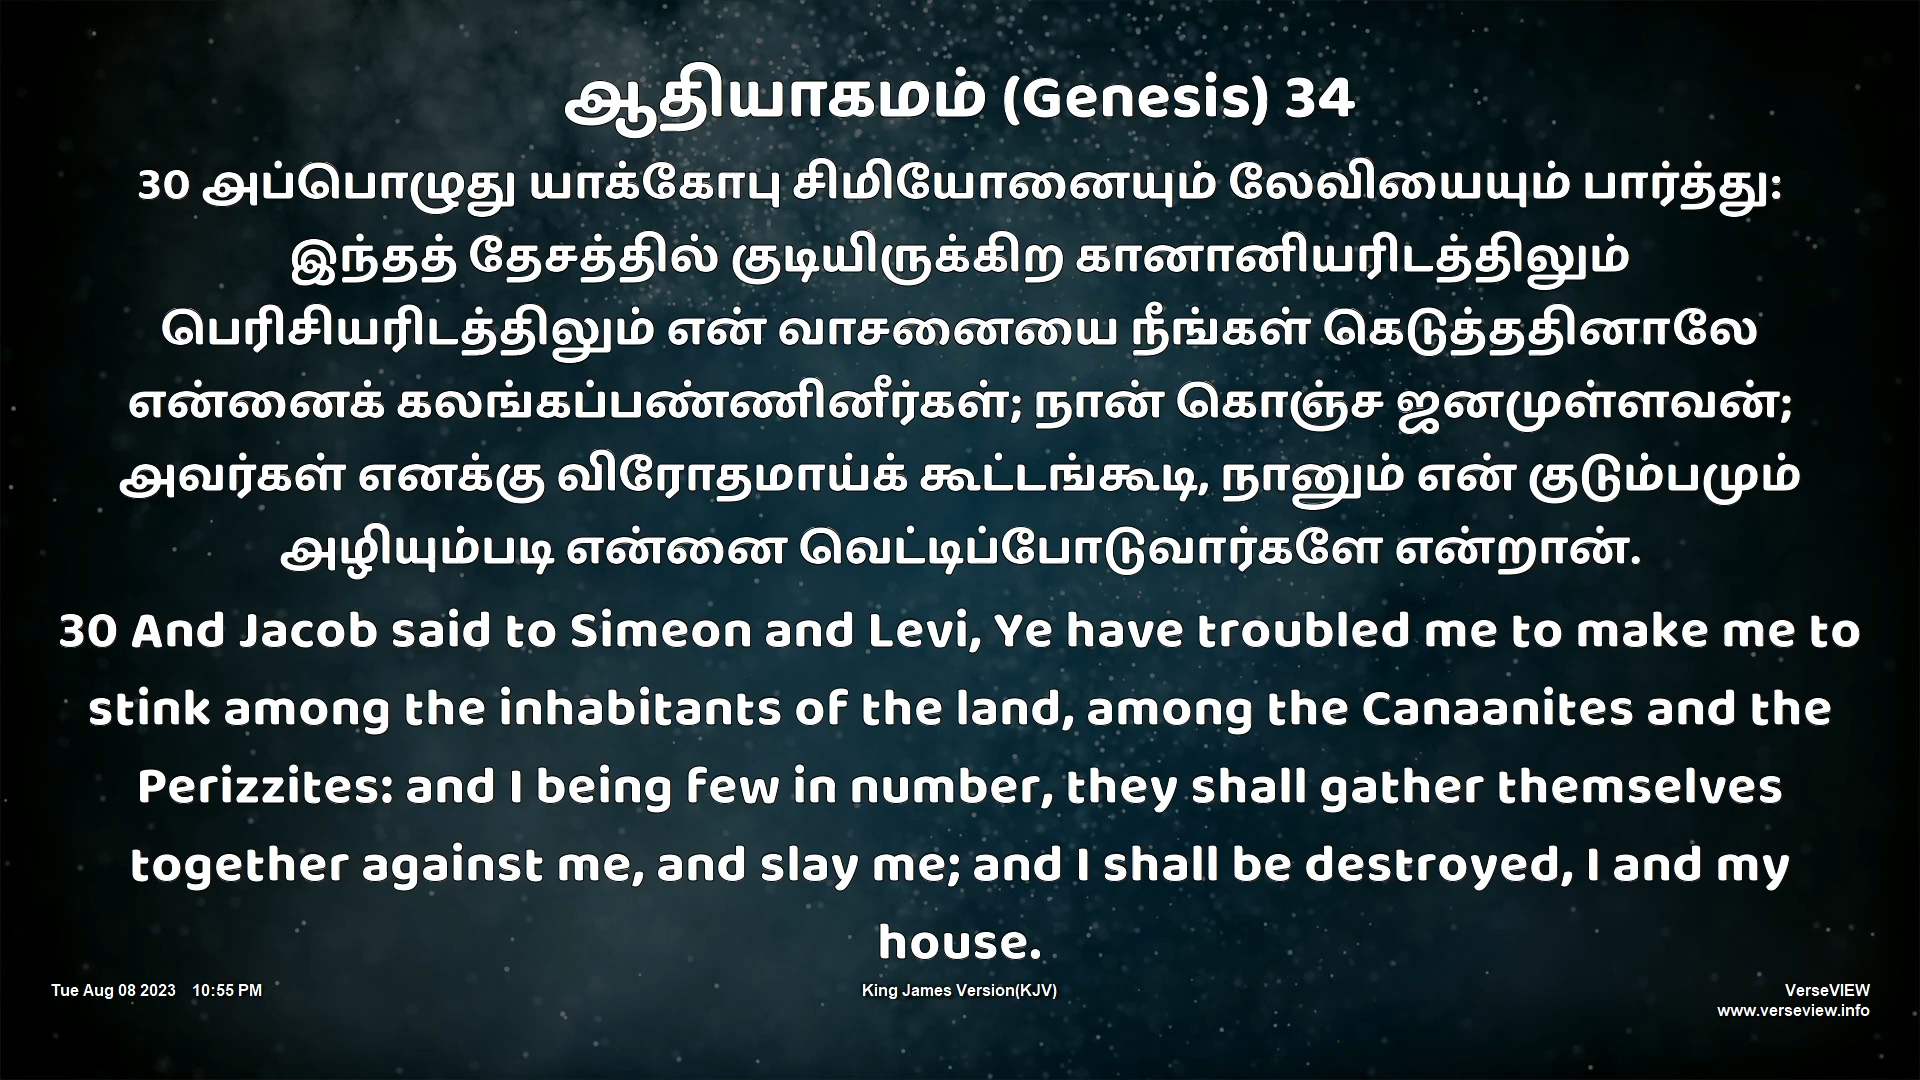 ஆதியாகமம் (Genesis) 34
30 அப்பொழுது யாக்கோபு சிமியோனையும் லேவியையும் பார்த்து:
இந்தத் தேசத்தில் குடியிருக்கிற கானானியரிடத்திலும்
பெரிசியரிடத்திலும் என் வாசனையை நீங்கள் கெடுத்ததினாலே
என்னைக் கலங்கப்பண்ணினீர்கள்; நான் கொஞ்ச ஜனமுள்ளவன்;
அவர்கள் எனக்கு விரோதமாய்க் கூட்டங்கூடி, நானும் என் குடும்பமும்
அழியும்படி என்னை வெட்டிப்போடுவார்களே என்றான்.
30 And Jacob said to Simeon and Levi, Ye have troubled me to make me to
stink among the inhabitants of the land, among the Canaanites and the
Perizzites: and I being few in number, they shall gather themselves
together against me, and slay me; and I shall be destroyed, I and my
house.
Tue Aug 08 2023 10:55 PM
King James Version(KJV)
VerseVIEW
www.verseview.info